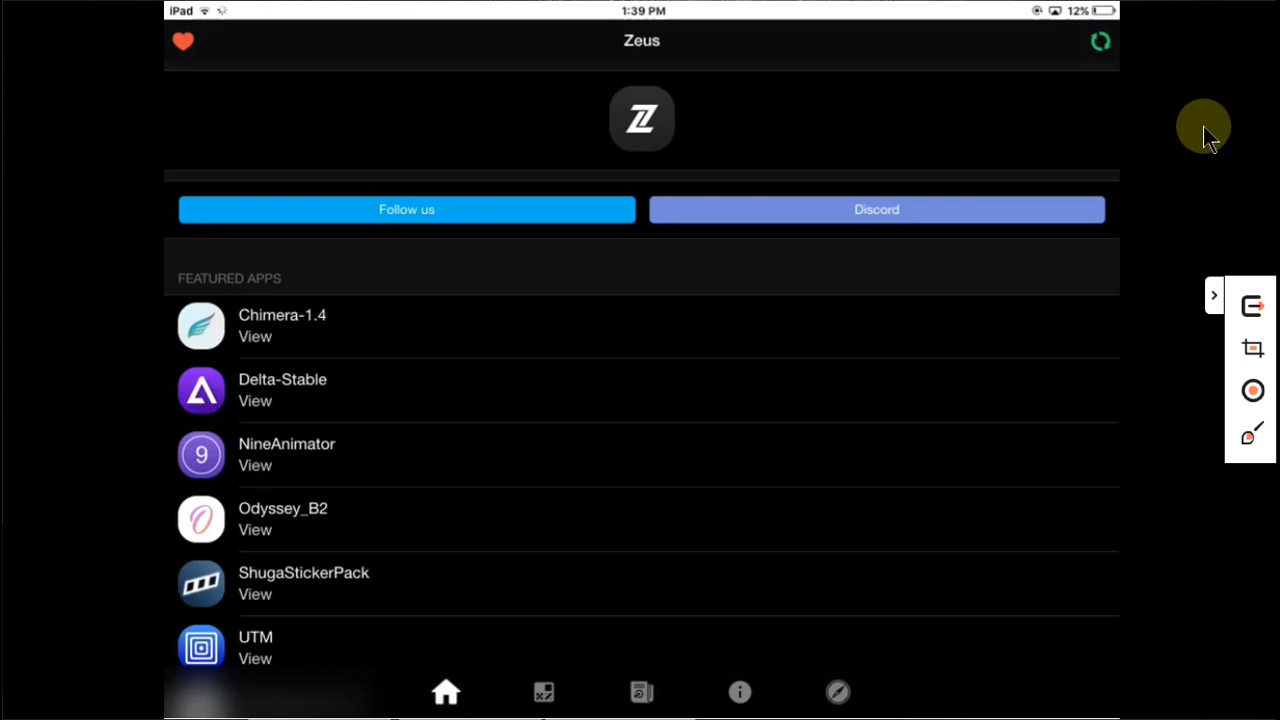 iPad 1:39 PM 12%
Zeus
Z
Follow us Discord
FEATURED APPS
Chimera-1.4
View
Delta-Stable
View
9
NineAnimator
View
Odyssey_B2
View
ShugaStickerPack
View
UTM
View